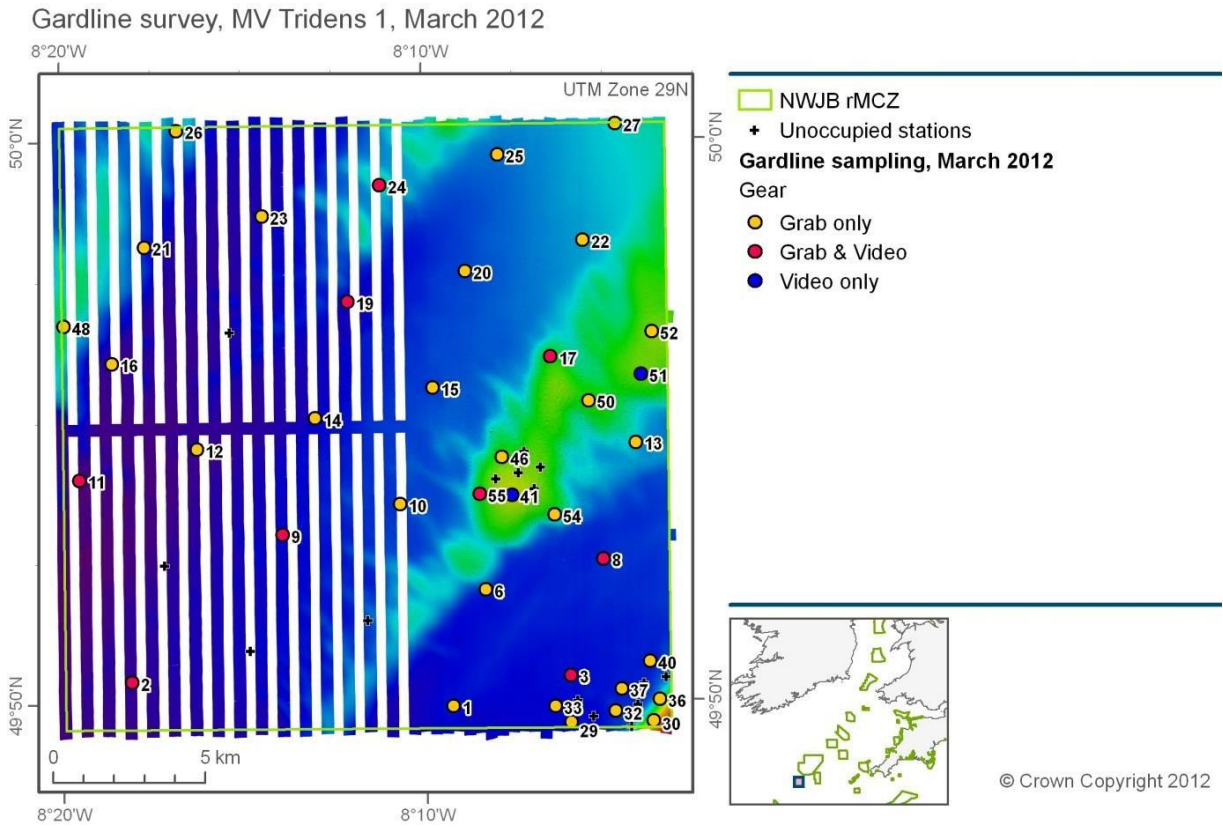 Gardline survey, MV Tridens 1, March 2012
8°20'W 8°10'W
UTM Zone 29N
50°0'N 50°0'N
26
27
25
24
23
22
21
20
19
48
52
16
17
51
15
50
14
13
12
46
11
55 41
10
54
9
8
6
40
3
2
37
36
1
33
32
30
29
49°50'N 49°50'N
0 5 km
8°20'W 8°10'W
NWJB rMCZ
Unoccupied stations
Gardline sampling, March 2012
Gear
Grab only
Grab & Video
Video only
© Crown Copyright 2012